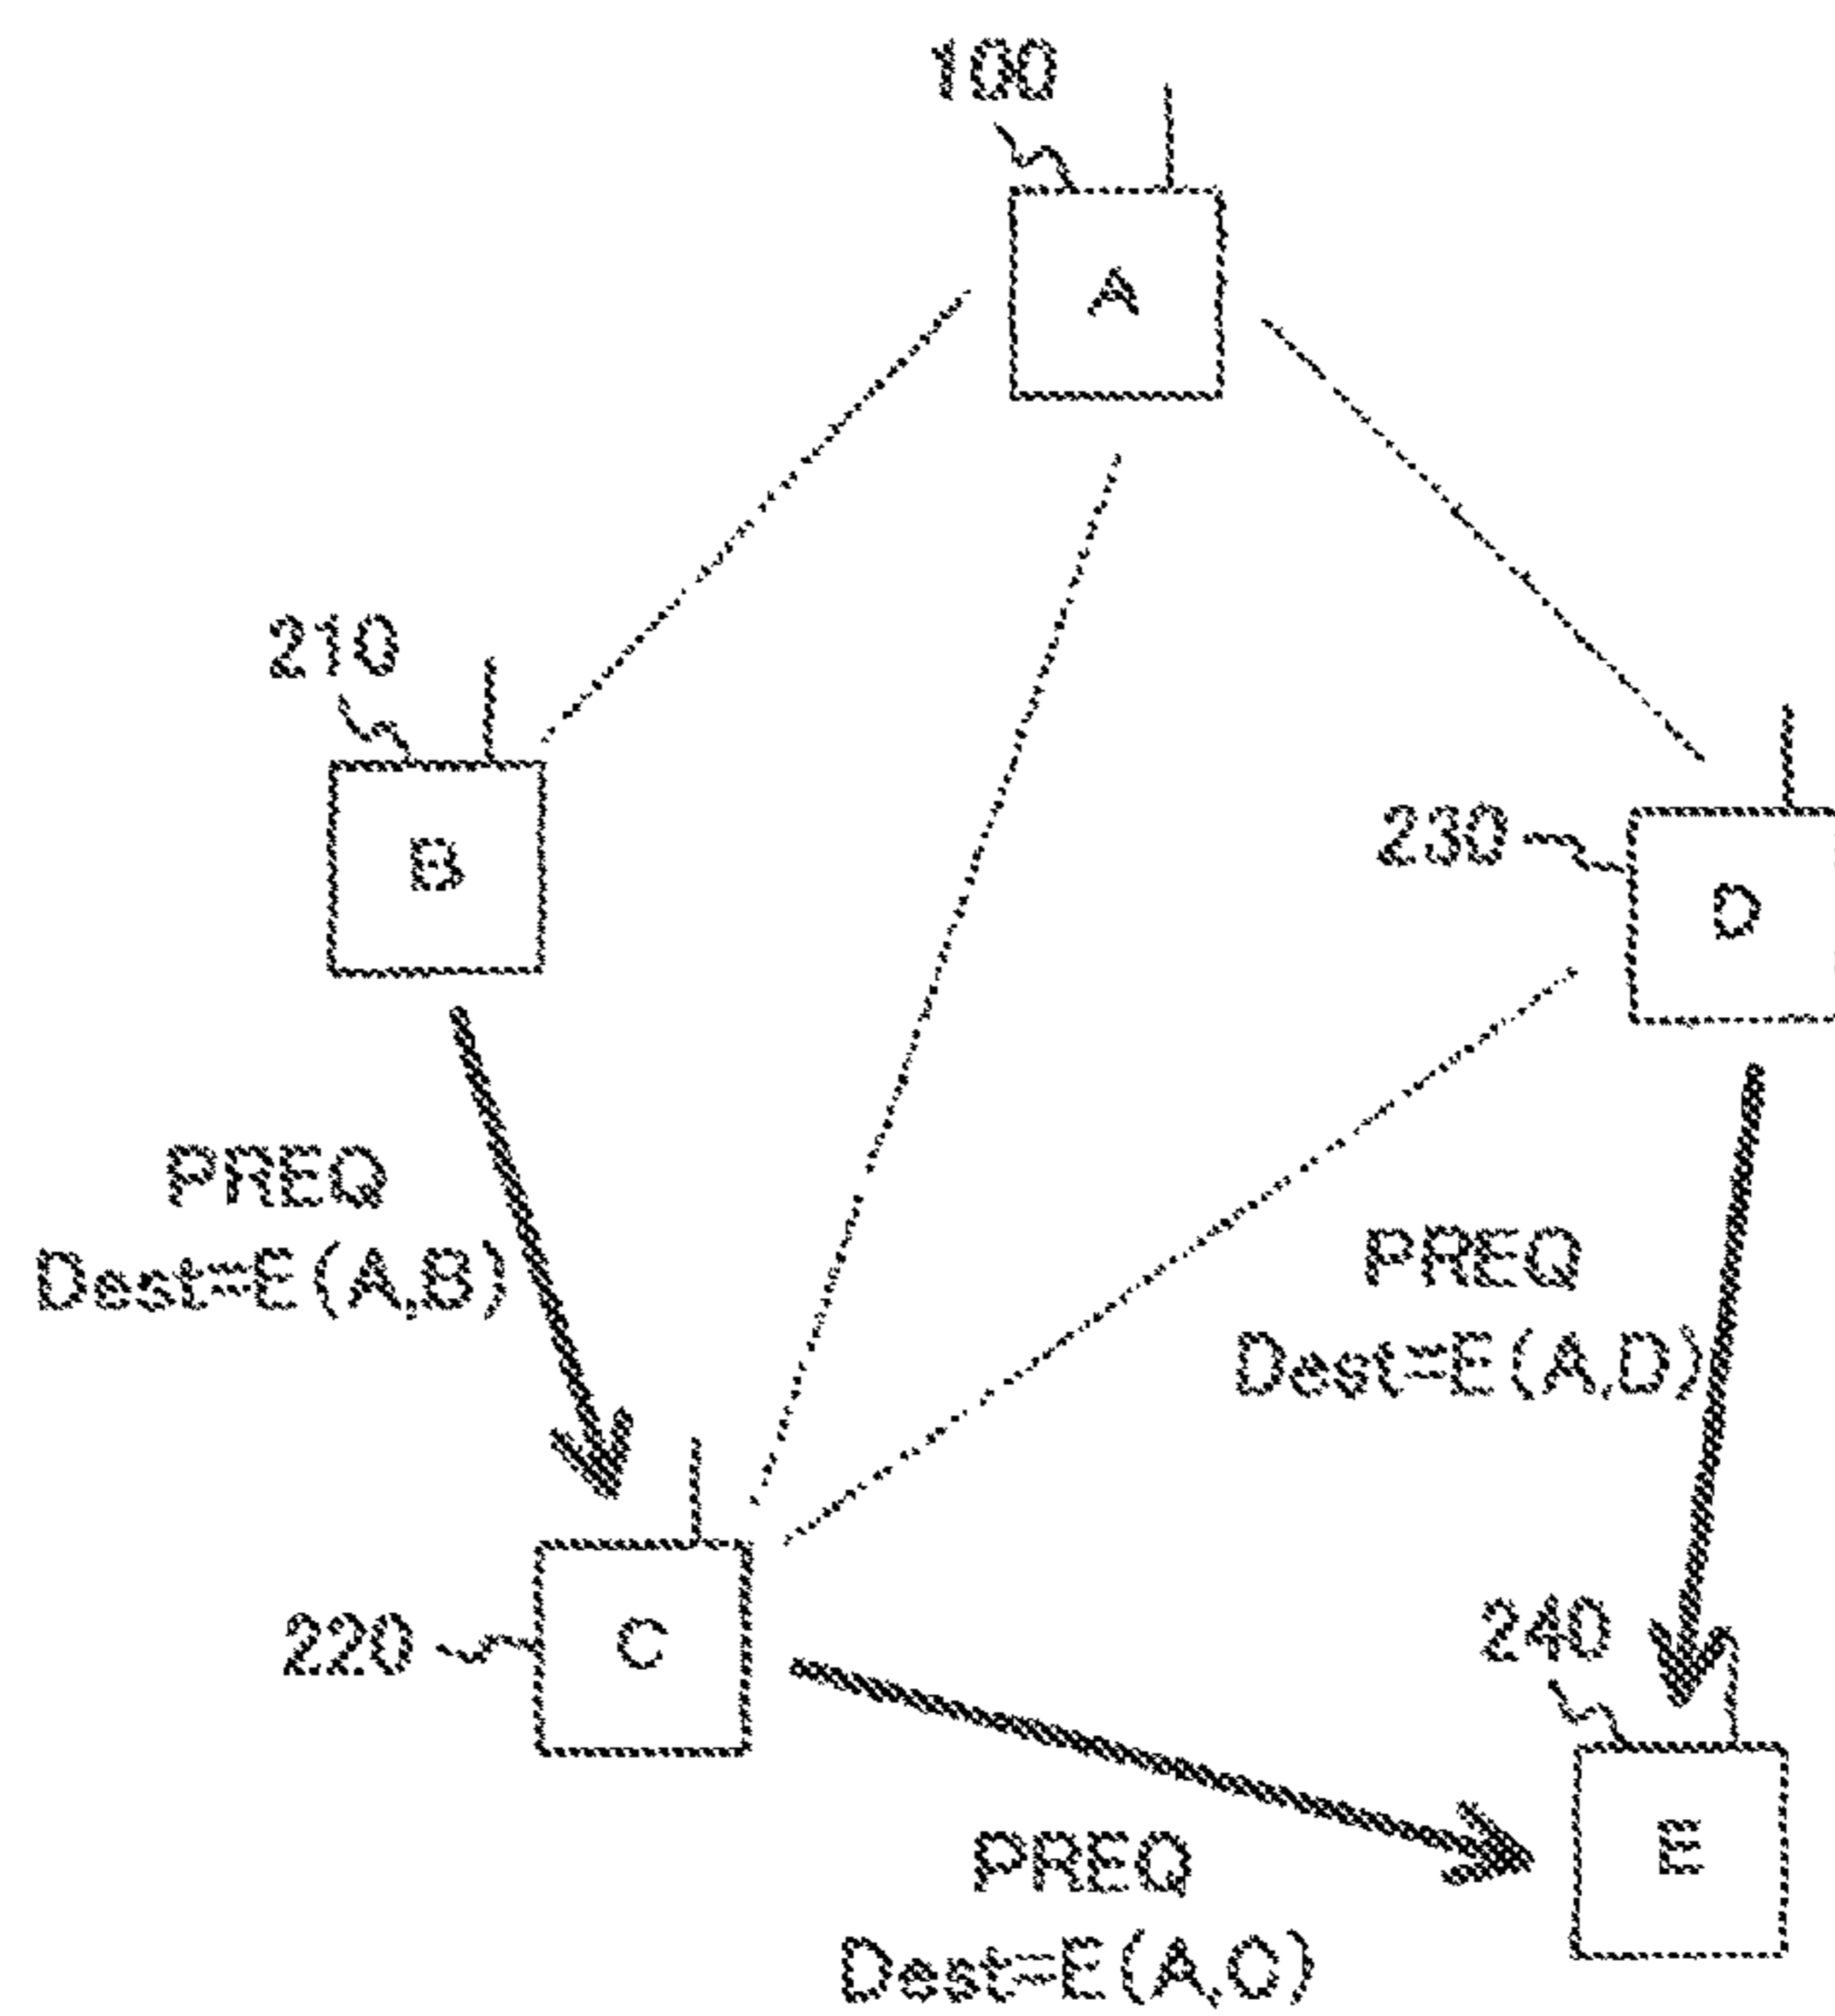 100
A
210
B
230
D
PREQ
Dest=E(A,B)
PREQ
Dest=E(A,D)
220
C
240
E
PREQ
Dest=E(A,C)